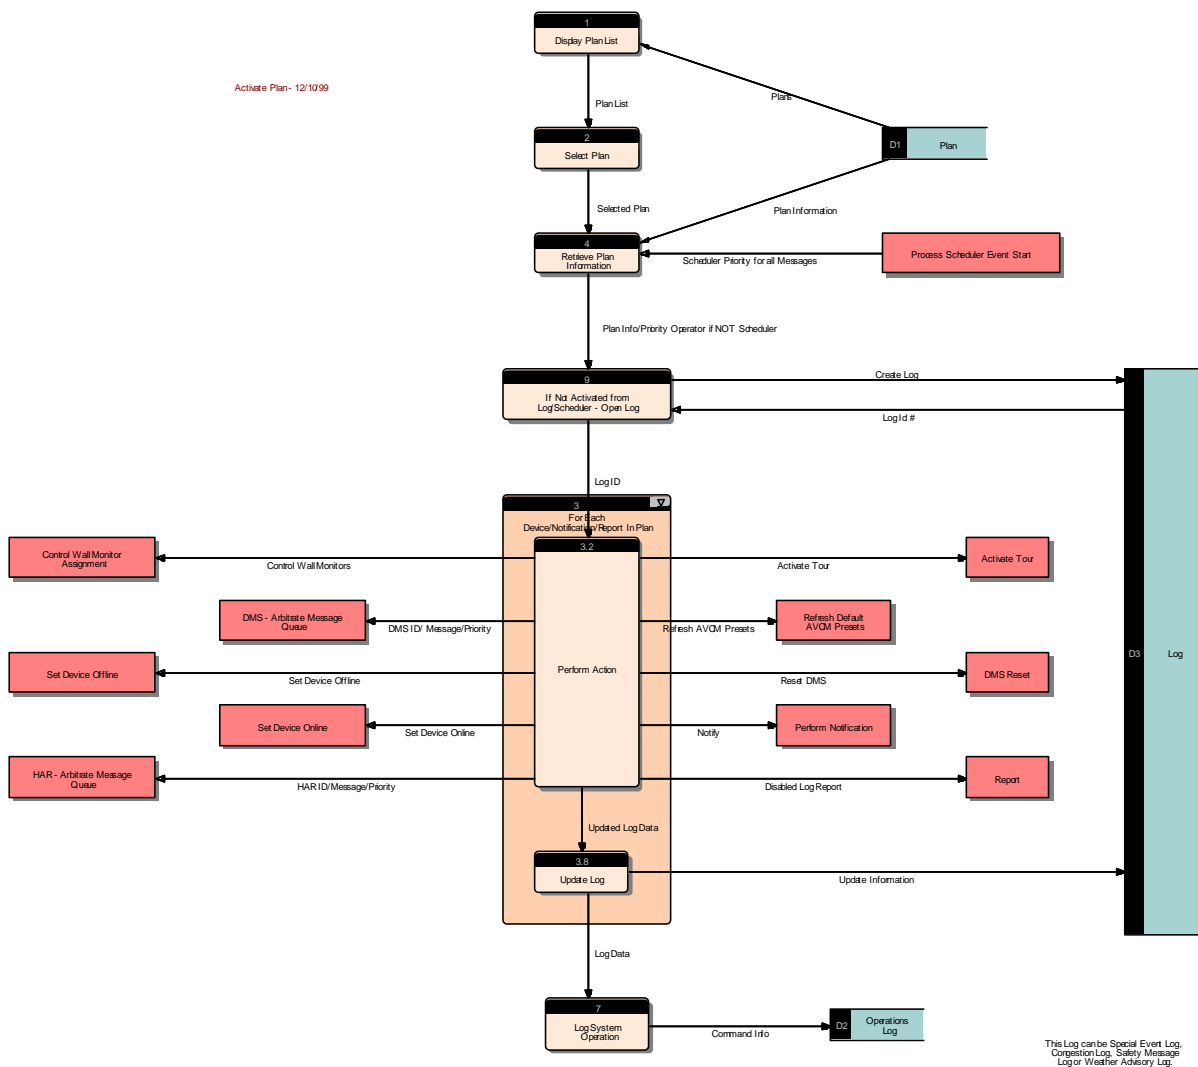 1
Display Plan List
Activate Plan - 12/10/99
Plans
Plan List
2
Select Plan
D1
Plan
Selected Plan
Plan Information
4
Retrieve Plan
Information
Scheduler Priority for all Messages
Process Scheduler Event Start
Plan Info/Priority Operator if NOT Scheduler
9
If Not Activated from
Log/Scheduler - Open Log
Create Log
Log Id #
Log ID
3
For Each
Device/Notification/Report In Plan
3.2
Perform Action
Control Wall Monitor
Assignment
Control Wall Monitors
Activate Tour
Activate Tour
DMS - Arbitrate Message
Queue
DMS ID/ Message/Priority
Refresh AVCM Presets
Refresh Default
AVCM Presets
Set Device Offline
Set Device Offline
Reset DMS
DMS Reset
D3
Log
Set Device Online
Set Device Online
Notify
Perform Notification
HAR - Arbitrate Message
Queue
HAR ID/Message/Priority
Disabled Log Report
Report
Updated Log Data
3.8
Update Log
Update Information
Log Data
7
Log System
Operation
Command Info
D2
Operations
Log
This Log can be Special Event Log,
Congestion Log, Safety Message
Log or Weather Advisory Log.